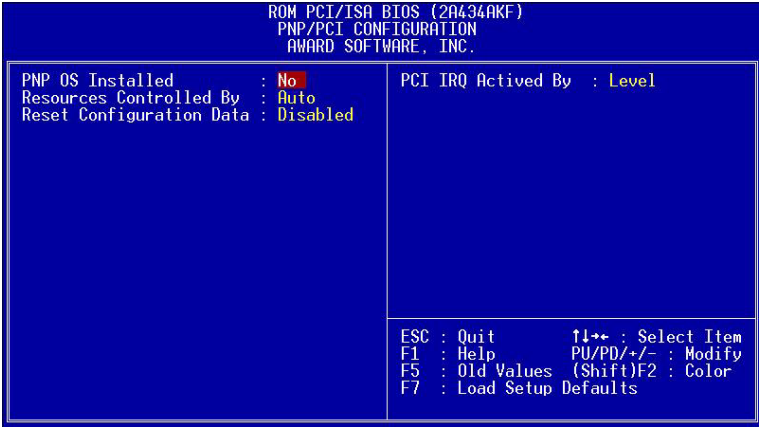 ROM PCI/ISA BIOS (2A434AKF)
PNP/PCI CONFIGURATION
AWARD SOFTWARE, INC.
PNP OS Installed : No
Resources Controlled By : Auto
Reset Configuration Data : Disabled
PCI IRQ Actived By : Level
ESC : Quit ↑↓→← : Select Item
F1 : Help PU/PD/+/- : Modify
F5 : Old Values (Shift)F2 : Color
F7 : Load Setup Defaults